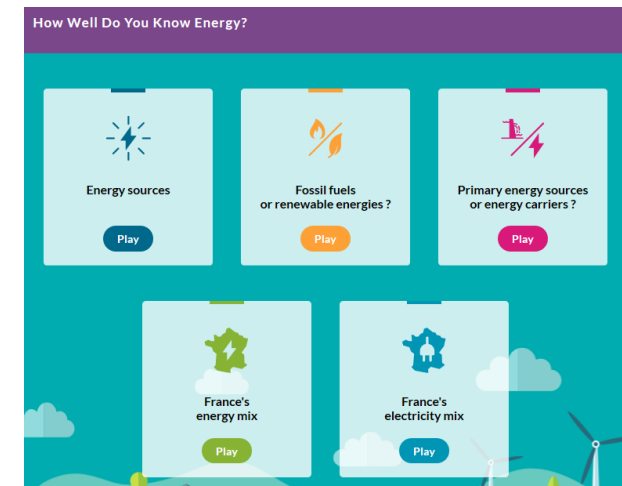 How Well Do You Know Energy?
Energy sources
Play
Fossil fuels
or renewable energies ?
Play
Primary energy sources
or energy carriers ?
Play
France's
energy mix
Play
France's
electricity mix
Play